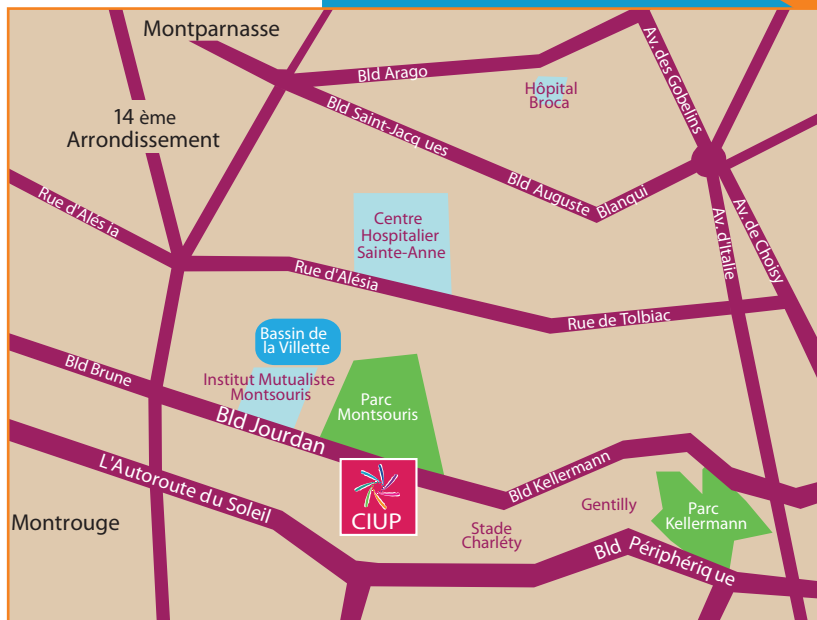 Montparnasse
Bld Arago
Av. des Gobelins
Hôpital
Broca
14 ème
Arrondissement
Bld Saint-Jacq ues
Bld Auguste Blanqui
Rue d'Alés ia
Centre
Hospitalier
Sainte-Anne
Av. d'Italie
Av. de Choisy
Rue d'Alésia
Rue de Tolbiac
Bassin de
la Villette
Bld Brune
Institut Mutualiste
Montsouris
Parc
Montsouris
Bld Jourdan
L'Autoroute du Soleil
Bld Kellermann
CIUP
Montrouge
Gentilly
Stade
Charléty
Parc
Kellermann
Bld Périphériq ue